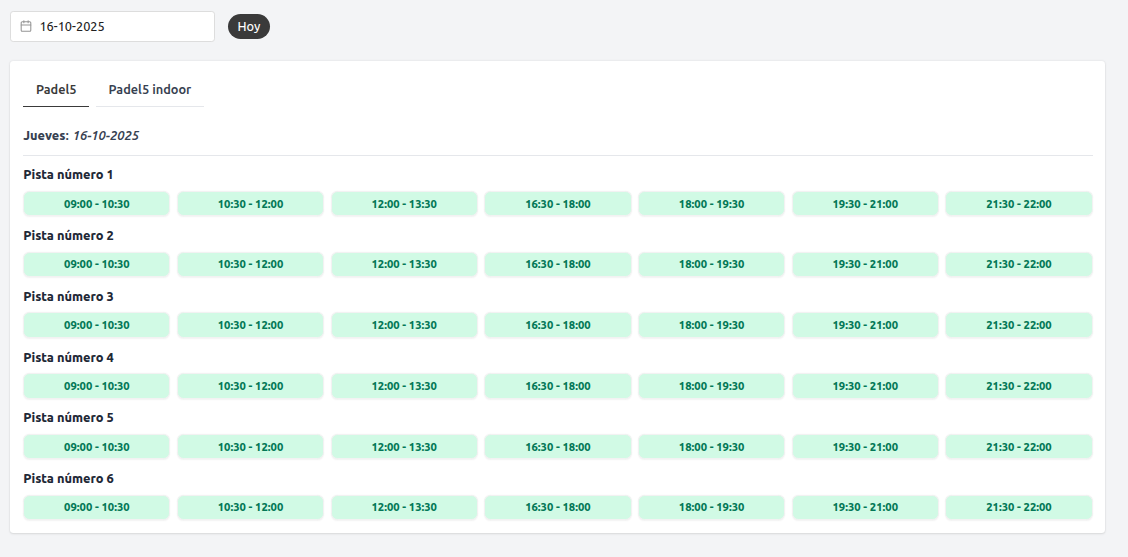 16-10-2025 Hoy
Padel5 Padel5 indoor
Jueves: 16-10-2025
Pista número 1
09:00 - 10:30 10:30 - 12:00 12:00 - 13:30 16:30 - 18:00 18:00 - 19:30 19:30 - 21:00 21:30 - 22:00
Pista número 2
09:00 - 10:30 10:30 - 12:00 12:00 - 13:30 16:30 - 18:00 18:00 - 19:30 19:30 - 21:00 21:30 - 22:00
Pista número 3
09:00 - 10:30 10:30 - 12:00 12:00 - 13:30 16:30 - 18:00 18:00 - 19:30 19:30 - 21:00 21:30 - 22:00
Pista número 4
09:00 - 10:30 10:30 - 12:00 12:00 - 13:30 16:30 - 18:00 18:00 - 19:30 19:30 - 21:00 21:30 - 22:00
Pista número 5
09:00 - 10:30 10:30 - 12:00 12:00 - 13:30 16:30 - 18:00 18:00 - 19:30 19:30 - 21:00 21:30 - 22:00
Pista número 6
09:00 - 10:30 10:30 - 12:00 12:00 - 13:30 16:30 - 18:00 18:00 - 19:30 19:30 - 21:00 21:30 - 22:00